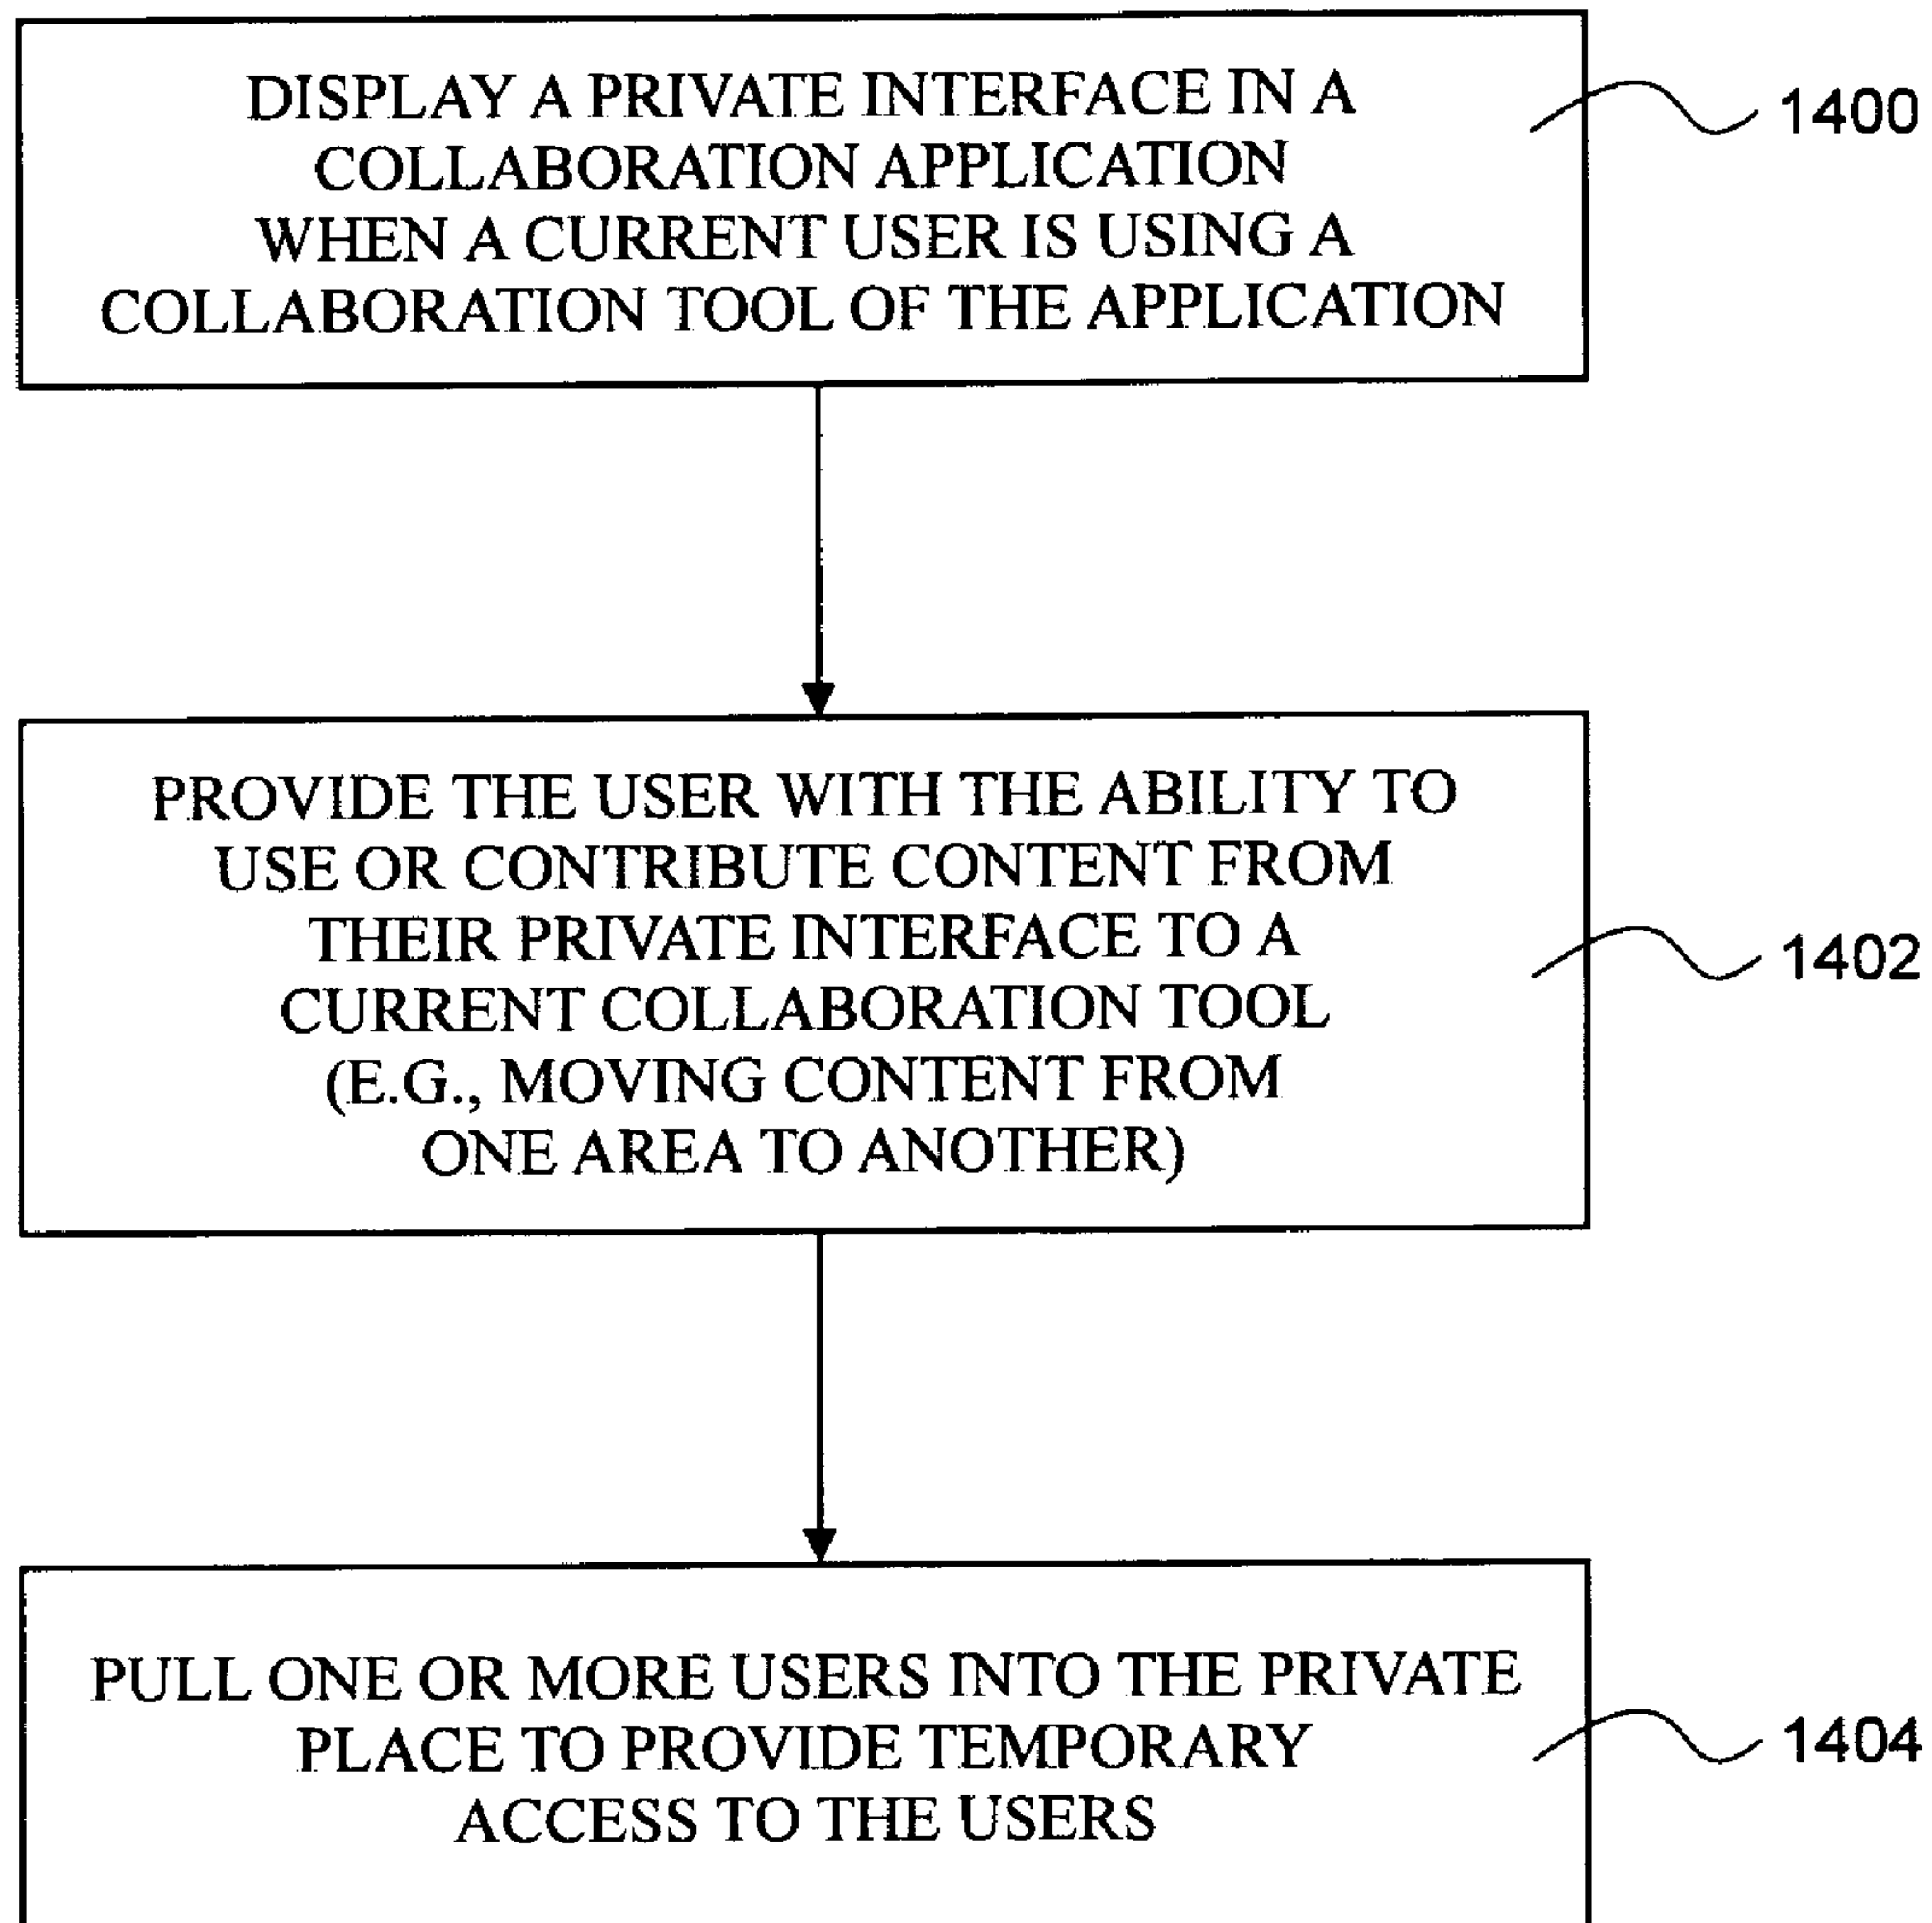 DISPLAY A PRIVATE INTERFACE IN A
COLLABORATION APPLICATION
WHEN A CURRENT USER IS USING A
COLLABORATION TOOL OF THE APPLICATION
1400
PROVIDE THE USER WITH THE ABILITY TO
USE OR CONTRIBUTE CONTENT FROM
THEIR PRIVATE INTERFACE TO A
CURRENT COLLABORATION TOOL
(E.G., MOVING CONTENT FROM
ONE AREA TO ANOTHER)
1402
PULL ONE OR MORE USERS INTO THE PRIVATE
PLACE TO PROVIDE TEMPORARY
ACCESS TO THE USERS
1404